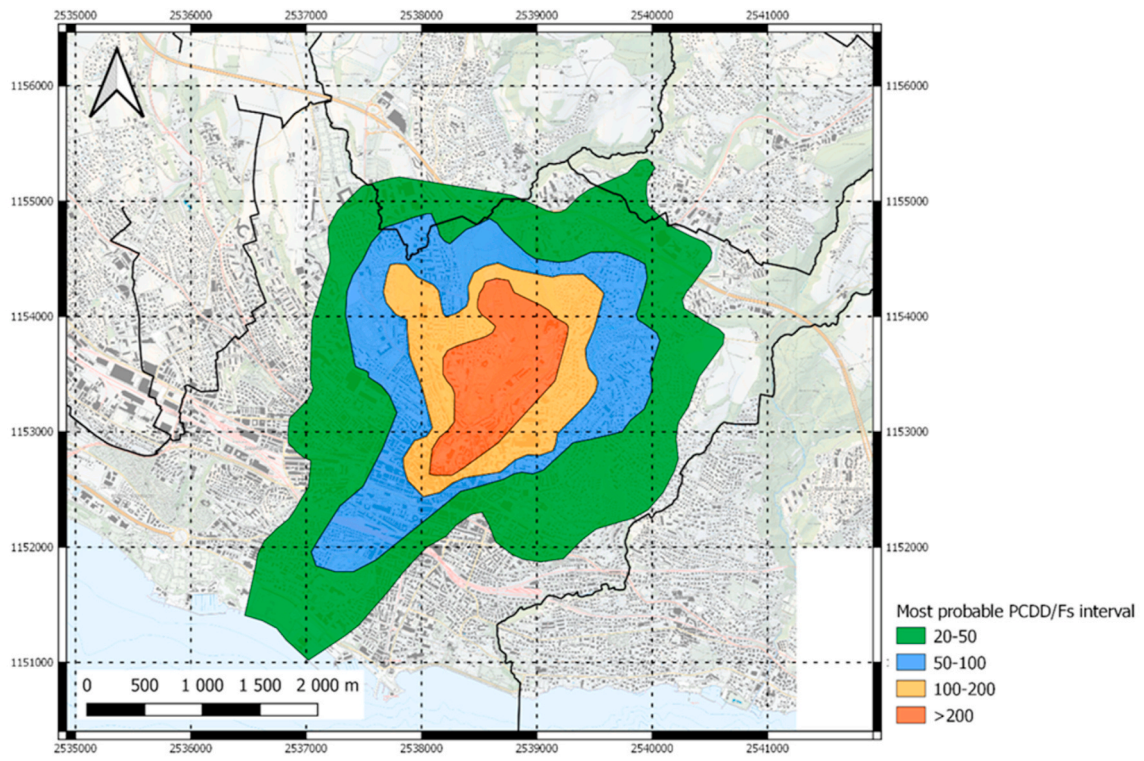 2535000 2536000 2537000 2538000 2539000 2540000 2541000
1156000 1156000
1155000 1155000
1154000 1154000
1153000 1153000
1152000 1152000
1151000 1151000
Most probable PCDD/Fs interval
20-50
50-100
100-200
>200
0 500 1 000 1 500 2 000 m
2535000 2536000 2537000 2538000 2539000 2540000 2541000